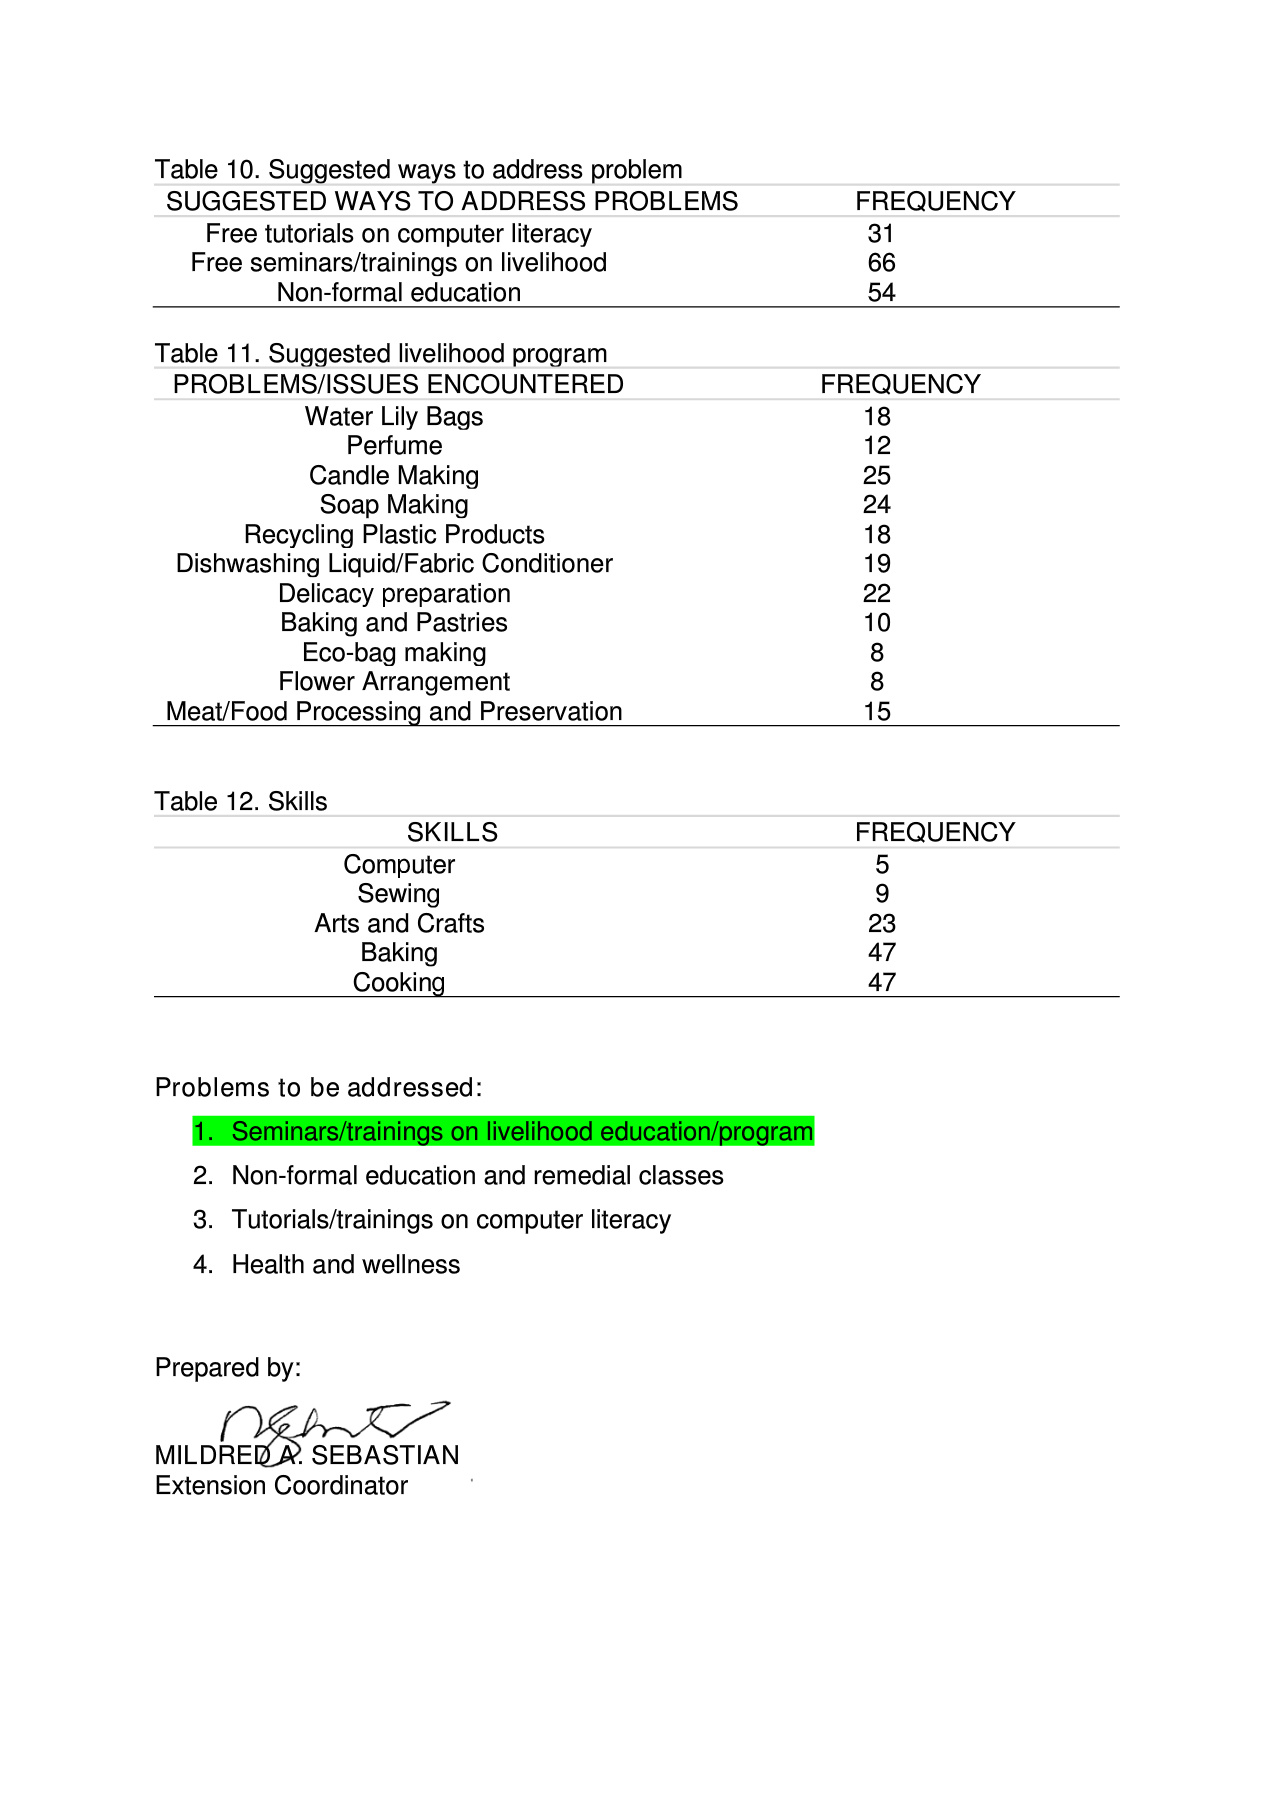 Table 10. Suggested ways to address problem
SUGGESTED WAYS TO ADDRESS PROBLEMS FREQUENCY
Free tutorials on computer literacy 31
Free seminars/trainings on livelihood 66
Non-formal education 54
Table 11. Suggested livelihood program
PROBLEMS/ISSUES ENCOUNTERED FREQUENCY
Water Lily Bags 18
Perfume 12
Candle Making 25
Soap Making 24
Recycling Plastic Products 18
Dishwashing Liquid/Fabric Conditioner 19
Delicacy preparation 22
Baking and Pastries 10
Eco-bag making 8
Flower Arrangement 8
Meat/Food Processing and Preservation 15
Table 12. Skills
SKILLS FREQUENCY
Computer 5
Sewing 9
Arts and Crafts 23
Baking 47
Cooking 47
Problems to be addressed:
1. Seminars/trainings on livelihood education/program
2. Non-formal education and remedial classes
3. Tutorials/trainings on computer literacy
4. Health and wellness
Prepared by:
MILDRED A. SEBASTIAN
Extension Coordinator